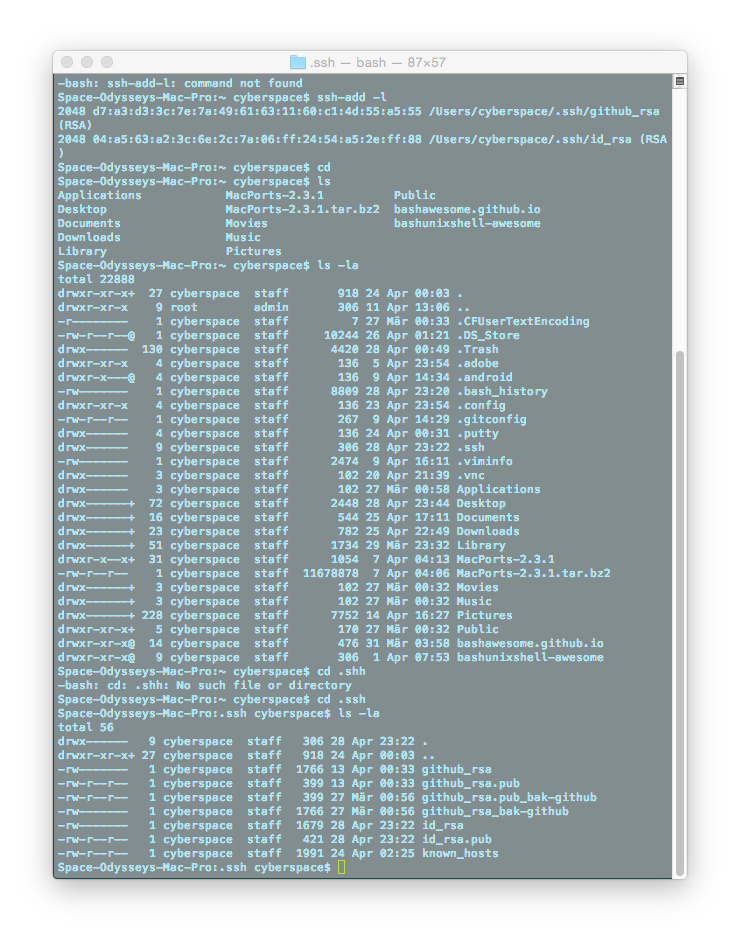 .ssh — bash — 87×57
-bash: ssh-add-l: command not found
Space-Odysseys-Mac-Pro:~ cyberspace$ ssh-add -l
2048 d7:a3:d3:3c:7e:7a:49:61:63:11:60:c1:4d:55:a5:55 /Users/cyberspace/.ssh/github_rsa
(RSA)
2048 04:a5:63:a2:3c:6e:2c:7a:06:ff:24:54:a5:2e:ff:88 /Users/cyberspace/.ssh/id_rsa (RSA
)
Space-Odysseys-Mac-Pro:~ cyberspace$ cd
Space-Odysseys-Mac-Pro:~ cyberspace$ ls
Applications MacPorts-2.3.1 Public
Desktop MacPorts-2.3.1.tar.bz2 bashawesome.github.io
Documents Movies bashunixshell-awesome
Downloads Music
Library Pictures
Space-Odysseys-Mac-Pro:~ cyberspace$ ls -la
total 22888
drwxr-xr-x+ 27 cyberspace staff 918 24 Apr 00:03 .
drwxr-xr-x 9 root admin 306 11 Apr 13:06 ..
-r-------- 1 cyberspace staff 7 27 Mär 00:33 .CFUserTextEncoding
-rw-r--r--@ 1 cyberspace staff 10244 26 Apr 01:21 .DS_Store
drwx------ 130 cyberspace staff 4420 28 Apr 00:49 .Trash
drwxr-xr-x 4 cyberspace staff 136 5 Apr 23:54 .adobe
drwxr-x---@ 4 cyberspace staff 136 9 Apr 14:34 .android
-rw------- 1 cyberspace staff 8809 28 Apr 23:20 .bash_history
drwxr-xr-x 4 cyberspace staff 136 23 Apr 23:54 .config
-rw-r--r-- 1 cyberspace staff 267 9 Apr 14:29 .gitconfig
drwx------ 4 cyberspace staff 136 24 Apr 00:31 .putty
drwx------ 9 cyberspace staff 306 28 Apr 23:22 .ssh
-rw------- 1 cyberspace staff 2474 9 Apr 16:11 .viminfo
drwx------ 3 cyberspace staff 102 20 Apr 21:39 .vnc
drwx------ 3 cyberspace staff 102 27 Mär 00:58 Applications
drwx------+ 72 cyberspace staff 2448 28 Apr 23:44 Desktop
drwx------+ 16 cyberspace staff 544 25 Apr 17:11 Documents
drwx------+ 23 cyberspace staff 782 25 Apr 22:49 Downloads
drwx------+ 51 cyberspace staff 1734 29 Mär 23:32 Library
drwxr-x--x+ 31 cyberspace staff 1054 7 Apr 04:13 MacPorts-2.3.1
-rw-r--r-- 1 cyberspace staff 11678878 7 Apr 04:06 MacPorts-2.3.1.tar.bz2
drwx------+ 3 cyberspace staff 102 27 Mär 00:32 Movies
drwx------+ 3 cyberspace staff 102 27 Mär 00:32 Music
drwx------+ 228 cyberspace staff 7752 14 Apr 16:27 Pictures
drwxr-xr-x+ 5 cyberspace staff 170 27 Mär 00:32 Public
drwxr-xr-x@ 14 cyberspace staff 476 31 Mär 03:58 bashawesome.github.io
drwxr-xr-x@ 9 cyberspace staff 306 1 Apr 07:53 bashunixshell-awesome
Space-Odysseys-Mac-Pro:~ cyberspace$ cd .shh
-bash: cd: .shh: No such file or directory
Space-Odysseys-Mac-Pro:~ cyberspace$ cd .ssh
Space-Odysseys-Mac-Pro:.ssh cyberspace$ ls -la
total 56
drwx------ 9 cyberspace staff 306 28 Apr 23:22 .
drwxr-xr-x+ 27 cyberspace staff 918 24 Apr 00:03 ..
-rw------- 1 cyberspace staff 1766 13 Apr 00:33 github_rsa
-rw-r--r-- 1 cyberspace staff 399 13 Apr 00:33 github_rsa.pub
-rw-r--r-- 1 cyberspace staff 399 27 Mär 00:56 github_rsa.pub_bak-github
-rw------- 1 cyberspace staff 1766 27 Mär 00:56 github_rsa_bak-github
-rw------- 1 cyberspace staff 1679 28 Apr 23:22 id_rsa
-rw-r--r-- 1 cyberspace staff 421 28 Apr 23:22 id_rsa.pub
-rw-r--r-- 1 cyberspace staff 1991 24 Apr 02:25 known_hosts
Space-Odysseys-Mac-Pro:.ssh cyberspace$